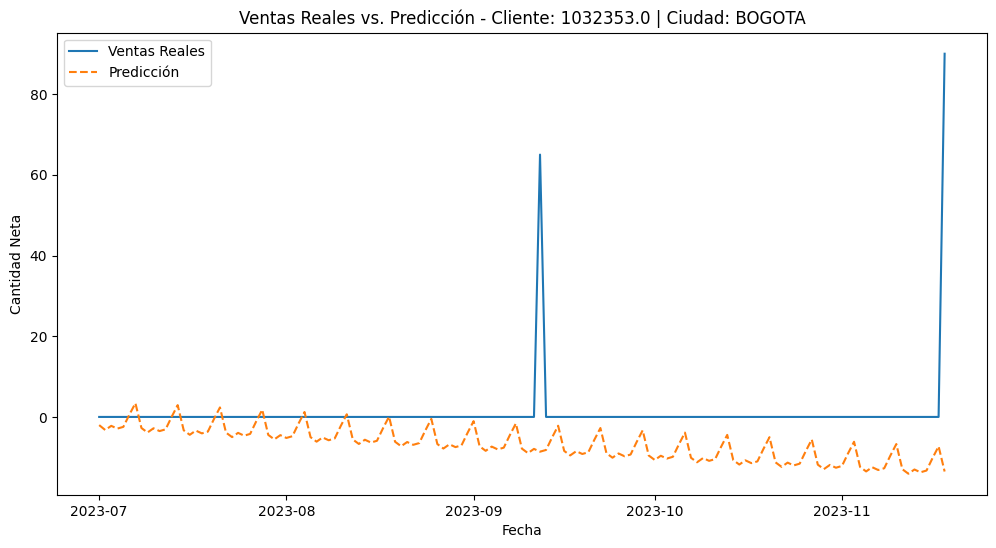 Ventas Reales vs. Predicción - Cliente: 1032353.0 | Ciudad: BOGOTA
Ventas Reales
Predicción
80
60
40
20
0
Cantidad Neta
2023-07 2023-08 2023-09 2023-10 2023-11
Fecha